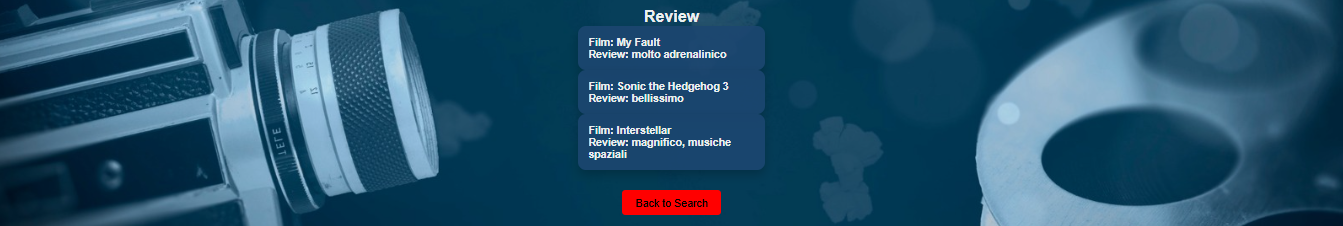 Review
Film: My Fault
Review: molto adrenalinico
Film: Sonic the Hedgehog 3
Review: bellissimo
Film: Interstellar
Review: magnifico, musiche
spaziali
Back to Search